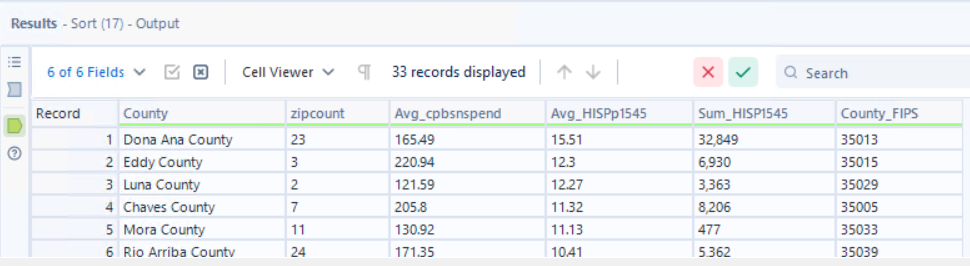 Results - Sort (17) - Output
6 of 6 Fields Cell Viewer 33 records displayed Search
Record County zipcount Avg_cpbsnspend Avg_HISPp1545 Sum_HISP1545 County_FIPS
1 Dona Ana County 23 165.49 15.51 32,849 35013
2 Eddy County 3 220.94 12.3 6,930 35015
3 Luna County 2 121.59 12.27 3,363 35029
4 Chaves County 7 205.8 11.32 8,206 35005
5 Mora County 11 130.92 11.13 477 35033
6 Rio Arriba County 24 171.35 10.41 5,362 35039